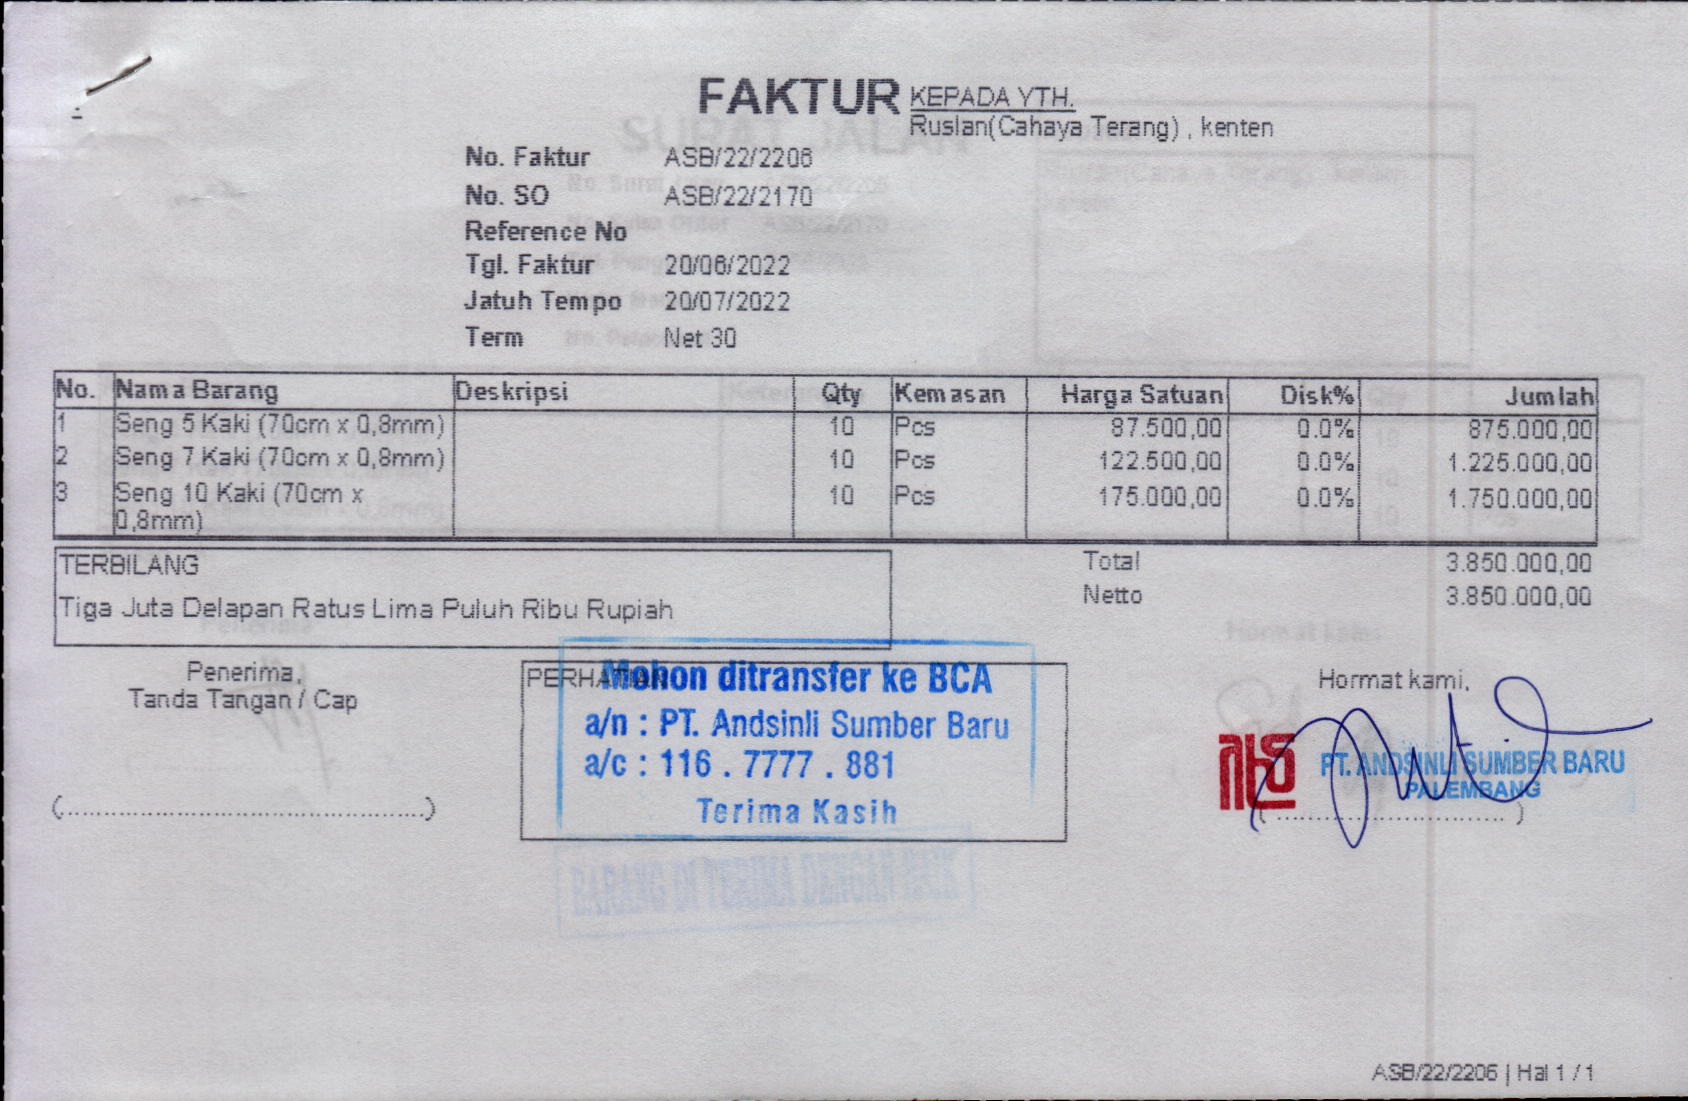 FAKTUR
KEPADA YTH.
Ruslan(Cahaya Terang) , kenten
No. Faktur ASB/22/2206
No. SO ASB/22/2170
Reference No
Tgl. Faktur 20/06/2022
Jatuh Tempo 20/07/2022
Term Net 30
No. Nama Barang Deskripsi Qty Kemasan Harga Satuan Disk% Jumlah
1 Seng 5 Kaki (70cm x 0,8mm) 10 Pcs 87.500,00 0.0% 875.000,00
2 Seng 7 Kaki (70cm x 0,8mm) 10 Pcs 122.500,00 0.0% 1.225.000,00
3 Seng 10 Kaki (70cm x 10 Pcs 175.000,00 0.0% 1.750.000,00
0,8mm)
TERBILANG
Tiga Juta Delapan Ratus Lima Puluh Ribu Rupiah
Total 3.850.000,00
Netto 3.850.000,00
Penerima,
Tanda Tangan / Cap
(..............................................)
PERHATIAN
Mohon ditransfer ke BCA
a/n : PT. Andsinli Sumber Baru
a/c : 116 . 7777 . 881
Terima Kasih
BARANG DI TERIMA DENGAN BAIK
Hormat kami,
PT. ANDSINLI SUMBER BARU
PALEMBANG
( ............................. )
ASB/22/2206 | Hal 1 / 1